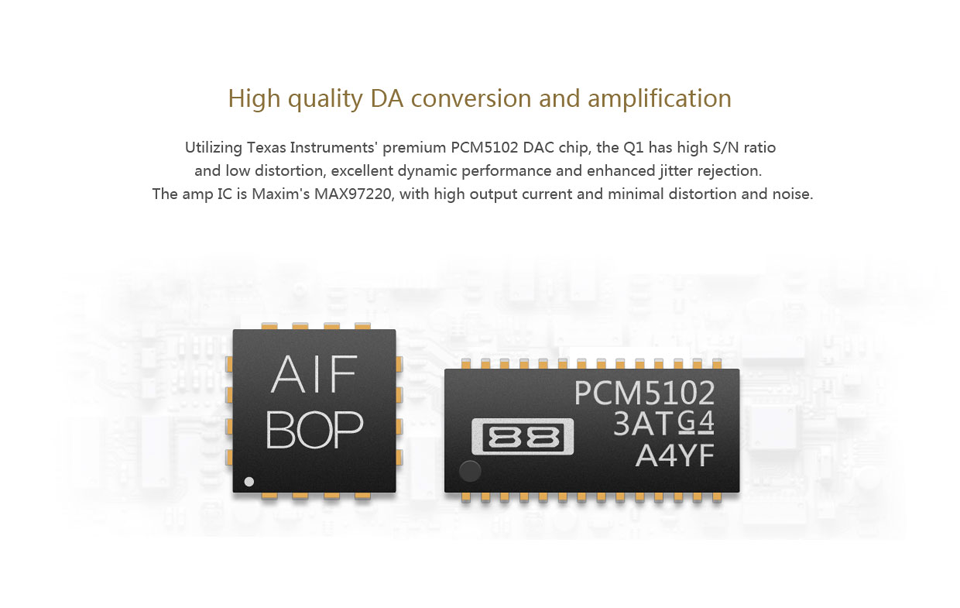 High quality DA conversion and amplification
Utilizing Texas Instruments' premium PCM5102 DAC chip, the Q1 has high S/N ratio
and low distortion, excellent dynamic performance and enhanced jitter rejection.
The amp IC is Maxim's MAX97220, with high output current and minimal distortion and noise.
AIF
BOP
PCM5102
3ATG4
A4YF
88